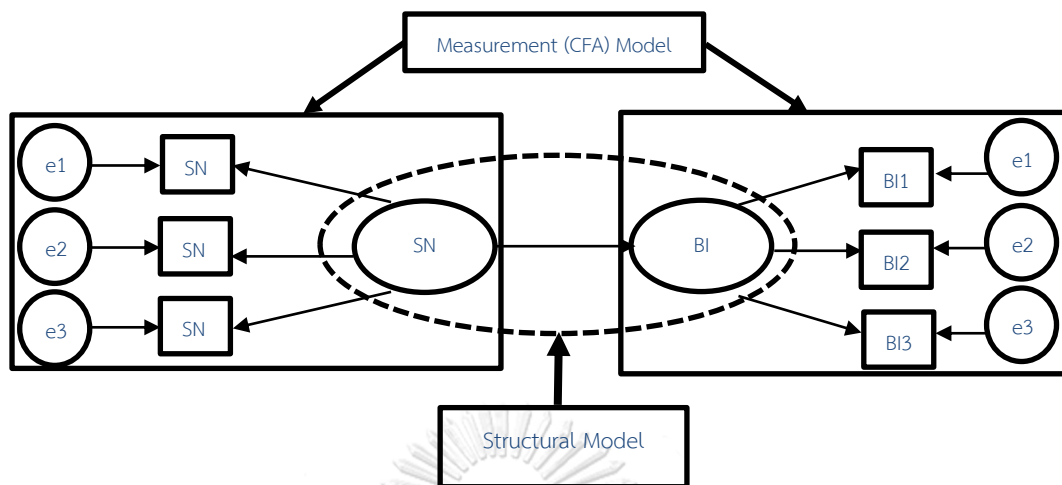 Measurement (CFA) Model
e1
SN
e2
SN
e3
SN
SN
BI
BI1
e1
BI2
e2
BI3
e3
Structural Model